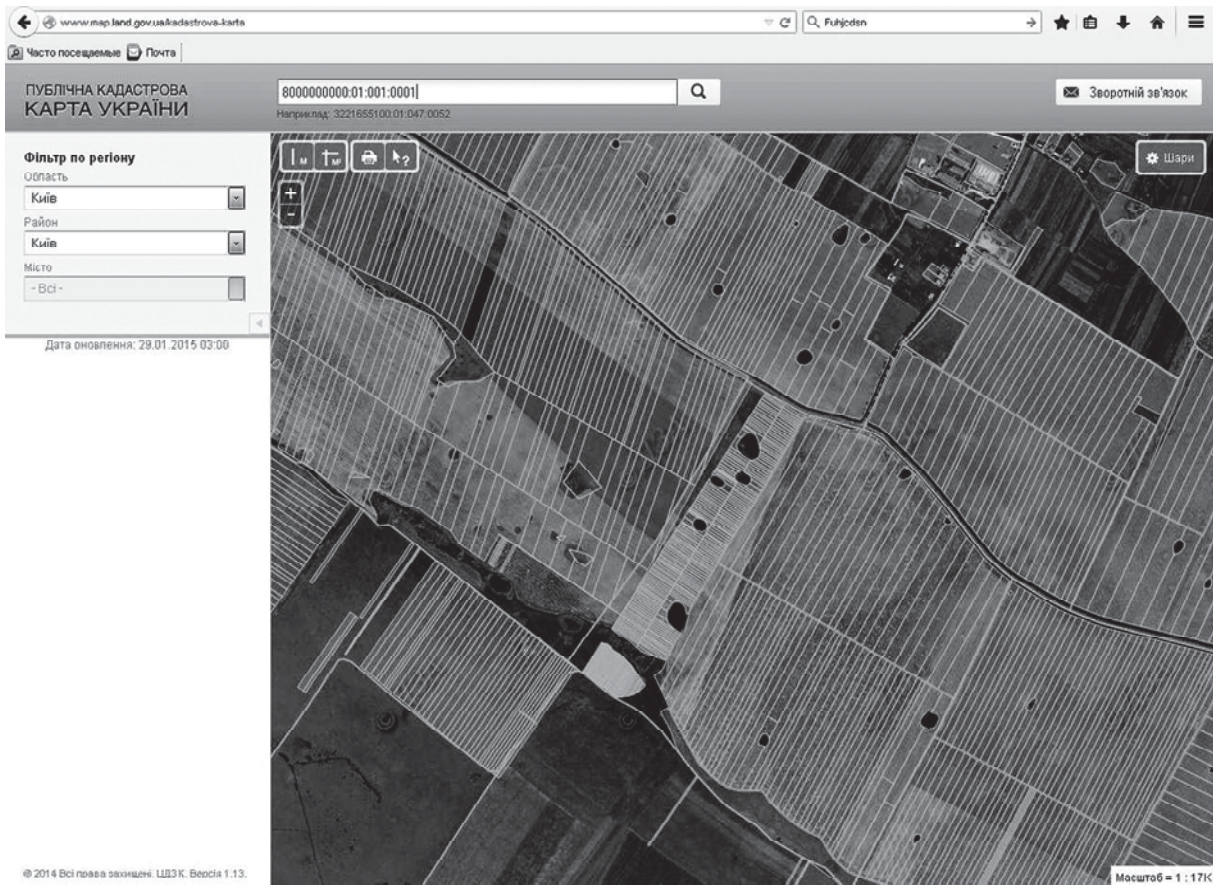 www.map.land.gov.ua/kadastrova-karta
Fuhjcden
Часто посещаемые Почта
ПУБЛІЧНА КАДАСТРОВА
КАРТА УКРАЇНИ
8000000000:01:001:0001
Наприклад: 3221655100:01:047:0052
Зворотній зв'язок
Фільтр по регіону
Область
Київ
Район
Київ
Місто
- Всі -
Дата оновлення: 29.01.2015 03:00
М
М²
?
+
-
Шари
© 2014 Всі права захищені. ЦДЗК. Версія 1.13.
Масштаб = 1 : 17K